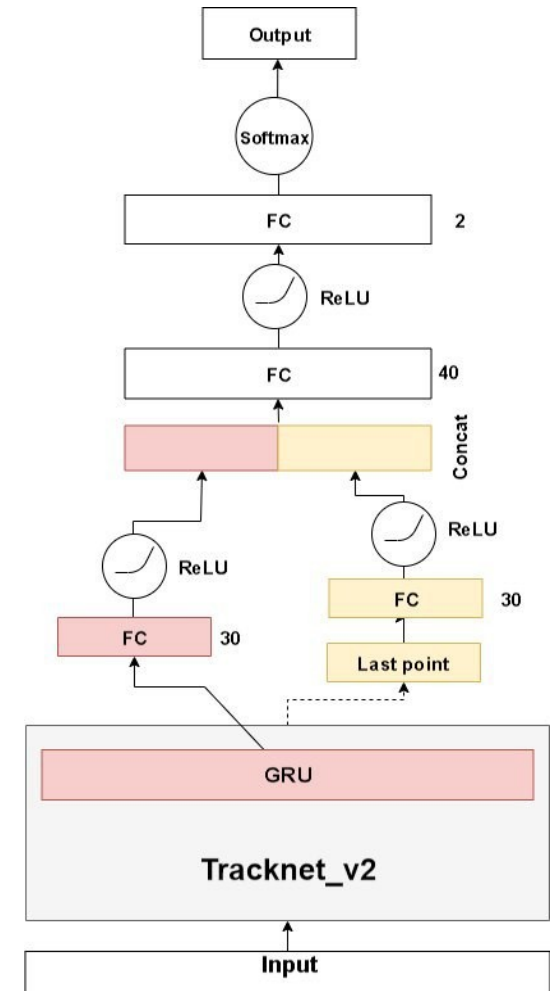 Output
Softmax
FC 2
ReLU
FC 40
Concat
ReLU
ReLU
FC 30
FC 30
Last point
GRU
Tracknet_v2
Input